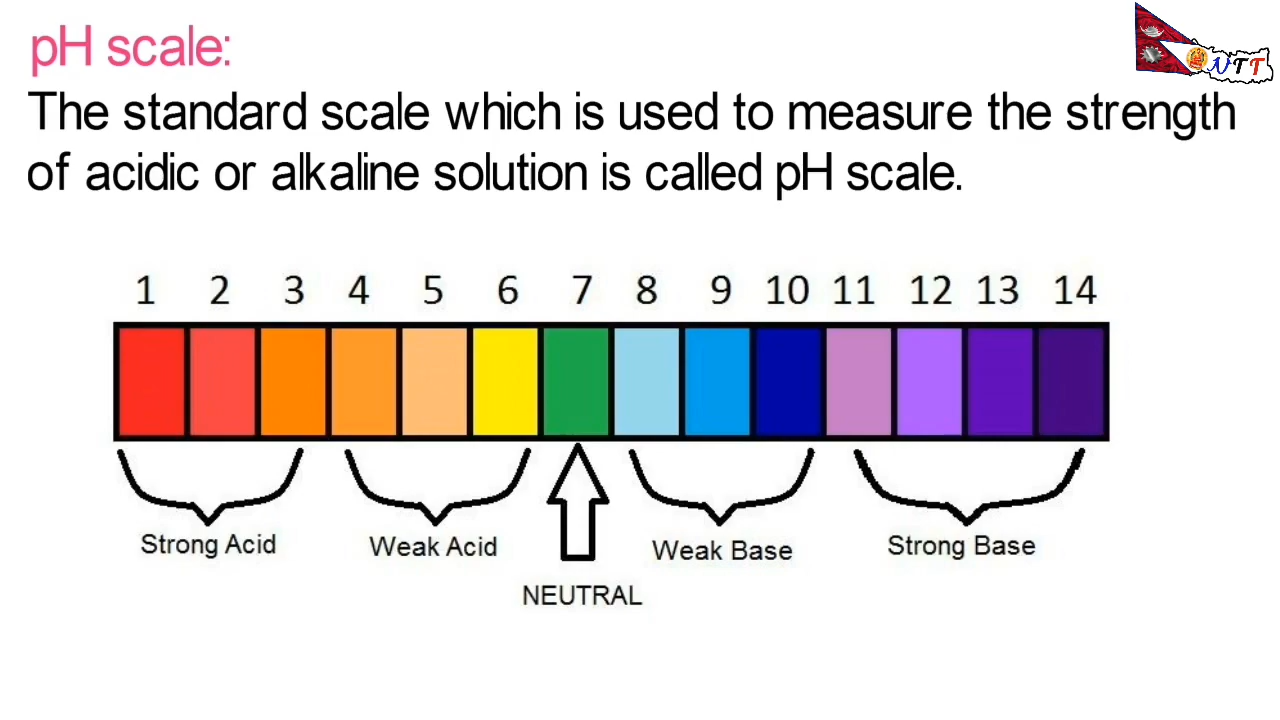 pH scale:
NTT
The standard scale which is used to measure the strength
of acidic or alkaline solution is called pH scale.
1 2 3 4 5 6 7 8 9 10 11 12 13 14
Strong Acid Weak Acid Weak Base Strong Base
NEUTRAL